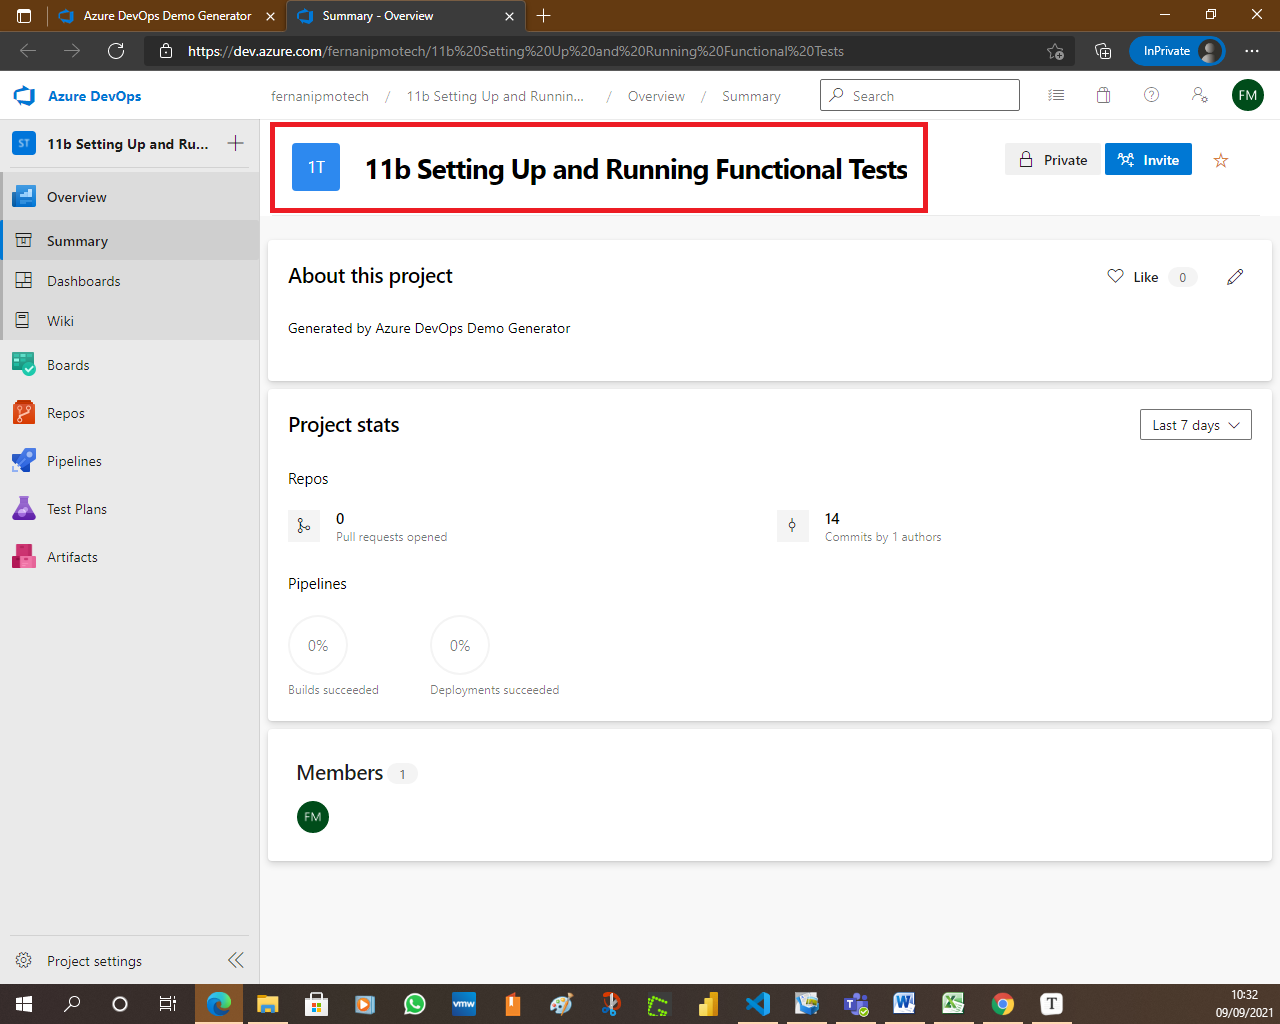 Azure DevOps Demo Generator
Summary - Overview
https://dev.azure.com/fernanipmotech/11b%20Setting%20Up%20and%20Running%20Functional%20Tests
InPrivate
Azure DevOps
fernanipmotech / 11b Setting Up and Runnin... / Overview / Summary
Search
FM
ST
11b Setting Up and Ru...
1T
11b Setting Up and Running Functional Tests
Private
Invite
Overview
Summary
Dashboards
Wiki
Boards
Repos
Pipelines
Test Plans
Artifacts
Project settings
About this project
Like 0
Generated by Azure DevOps Demo Generator
Project stats
Last 7 days
Repos
0
Pull requests opened
14
Commits by 1 authors
Pipelines
0%
Builds succeeded
0%
Deployments succeeded
Members 1
FM
vmw
T
10:32
09/09/2021